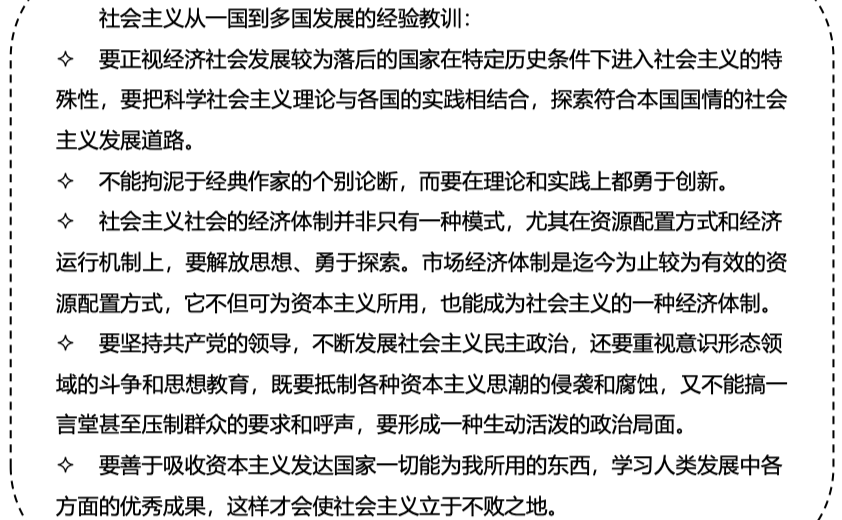 社会主义从一国到多国发展的经验教训：
✧ 要正视经济社会发展较为落后的国家在特定历史条件下进入社会主义的特
殊性，要把科学社会主义理论与各国的实践相结合，探索符合本国国情的社会
主义发展道路。
✧ 不能拘泥于经典作家的个别论断，而要在理论和实践上都勇于创新。
✧ 社会主义社会的经济体制并非只有一种模式，尤其在资源配置方式和经济
运行机制上，要解放思想、勇于探索。市场经济体制是迄今为止较为有效的资
源配置方式，它不但可为资本主义所用，也能成为社会主义的一种经济体制。
✧ 要坚持共产党的领导，不断发展社会主义民主政治，还要重视意识形态领
域的斗争和思想教育，既要抵制各种资本主义思潮的侵袭和腐蚀，又不能搞一
言堂甚至压制群众的要求和呼声，要形成一种生动活泼的政治局面。
✧ 要善于吸收资本主义发达国家一切能为我所用的东西，学习人类发展中各
方面的优秀成果，这样才会使社会主义立于不败之地。